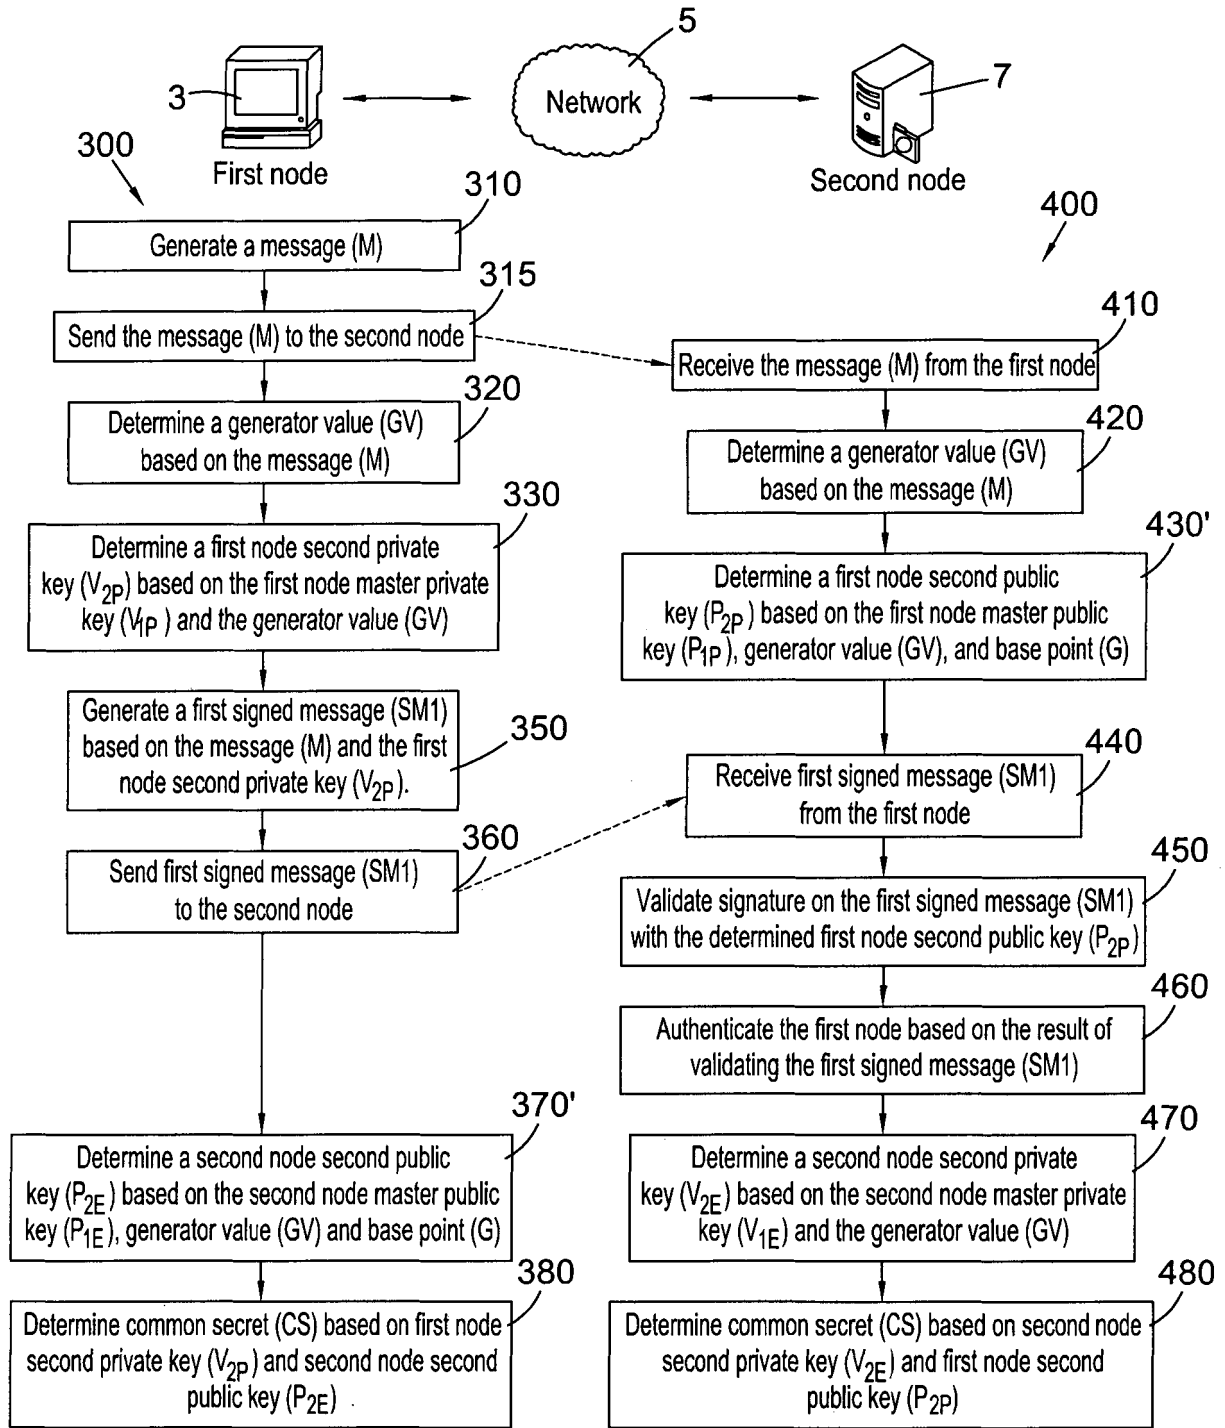 5
3
Network
7
First node
Second node
300
310
400
Generate a message (M)
315
Send the message (M) to the second node
410
Receive the message (M) from the first node
320
Determine a generator value (GV)
based on the message (M)
420
Determine a generator value (GV)
based on the message (M)
330
Determine a first node second private
key (V2P) based on the first node master private
key (V1P) and the generator value (GV)
430'
Determine a first node second public
key (P2P) based on the first node master public
key (P1P), generator value (GV), and base point (G)
Generate a first signed message (SM1)
based on the message (M) and the first
node second private key (V2P).
350
440
Receive first signed message (SM1)
from the first node
360
Send first signed message (SM1)
to the second node
450
Validate signature on the first signed message (SM1)
with the determined first node second public key (P2P)
460
Authenticate the first node based on the result of
validating the first signed message (SM1)
370'
Determine a second node second public
key (P2E) based on the second node master public
key (P1E), generator value (GV) and base point (G)
470
Determine a second node second private
key (V2E) based on the second node master private
key (V1E) and the generator value (GV)
380
Determine common secret (CS) based on first node
second private key (V2P) and second node second
public key (P2E)
480
Determine common secret (CS) based on second node
second private key (V2E) and first node second
public key (P2P)